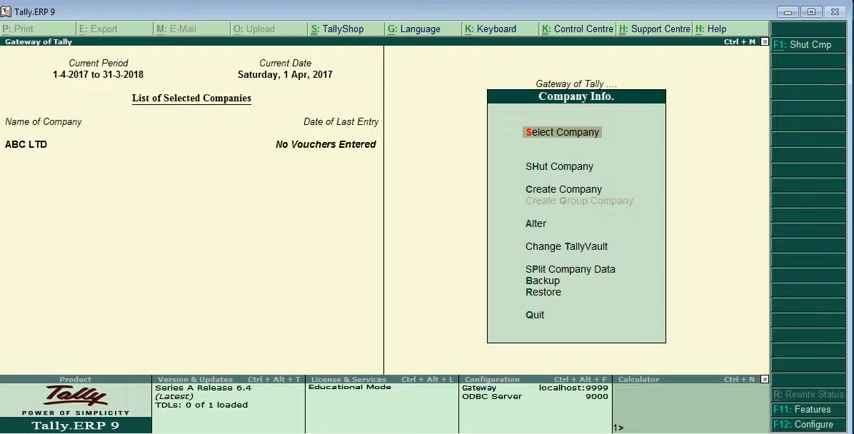 Tally.ERP 9
P: Print
E: Export
M: E-Mail
O: Upload
S: TallyShop
G: Language
K: Keyboard
K: Control Centre
H: Support Centre
H: Help
F1: Shut Cmp
Gateway of Tally
Ctrl + M
Current Period
1-4-2017 to 31-3-2018
Current Date
Saturday, 1 Apr, 2017
List of Selected Companies
Name of Company
Date of Last Entry
ABC LTD
No Vouchers Entered
Gateway of Tally ....
Company Info.
Select Company
SHut Company
Create Company
Create Group Company
Alter
Change TallyVault
SPlit Company Data
Backup
Restore
Quit
Product
Tally
POWER OF SIMPLICITY
Tally.ERP 9
Version & Updates Ctrl + Alt + T
Series A Release 6.4
(Latest)
TDLs: 0 of 1 loaded
License & Services Ctrl + Alt + L
Educational Mode
Configuration Ctrl + Alt + F
Gateway localhost:9999
ODBC Server 9000
Calculator Ctrl + N
1>
R: Rewrite Status
F11: Features
F12: Configure